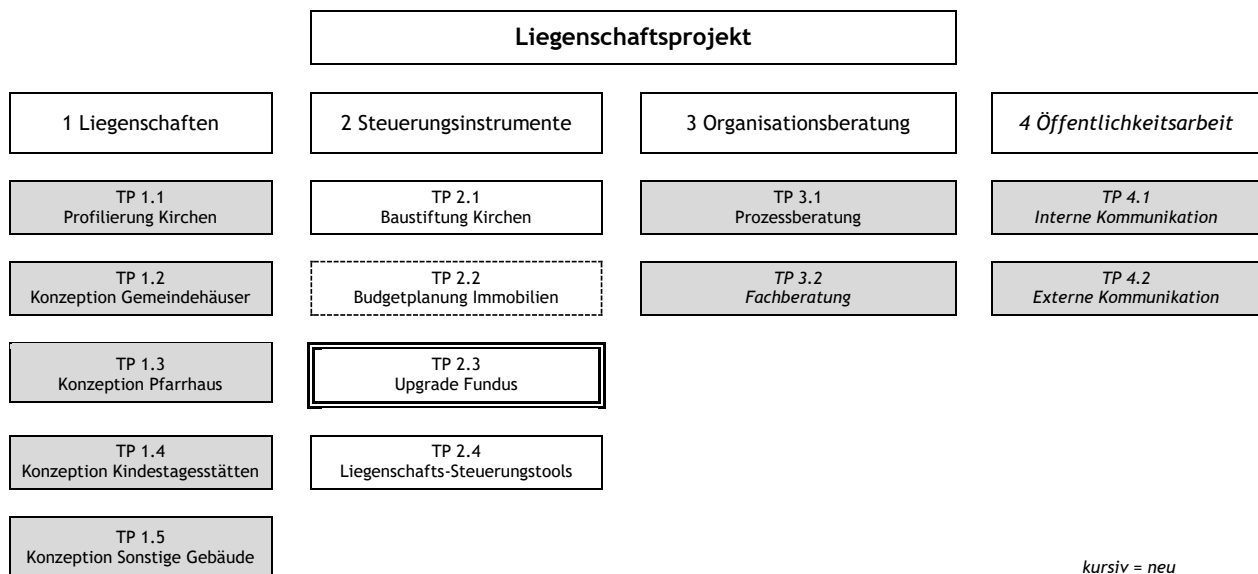 Liegenschaftsprojekt
1 Liegenschaften
2 Steuerungsinstrumente
3 Organisationsberatung
4 Öffentlichkeitsarbeit
TP 1.1
Profilierung Kirchen
TP 2.1
Baustiftung Kirchen
TP 3.1
Prozessberatung
TP 4.1
Interne Kommunikation
TP 1.2
Konzeption Gemeindehäuser
TP 2.2
Budgetplanung Immobilien
TP 3.2
Fachberatung
TP 4.2
Externe Kommunikation
TP 1.3
Konzeption Pfarrhaus
TP 2.3
Upgrade Fundus
TP 1.4
Konzeption Kindestagesstätten
TP 2.4
Liegenschafts-Steuerungstools
TP 1.5
Konzeption Sonstige Gebäude
kursiv = neu